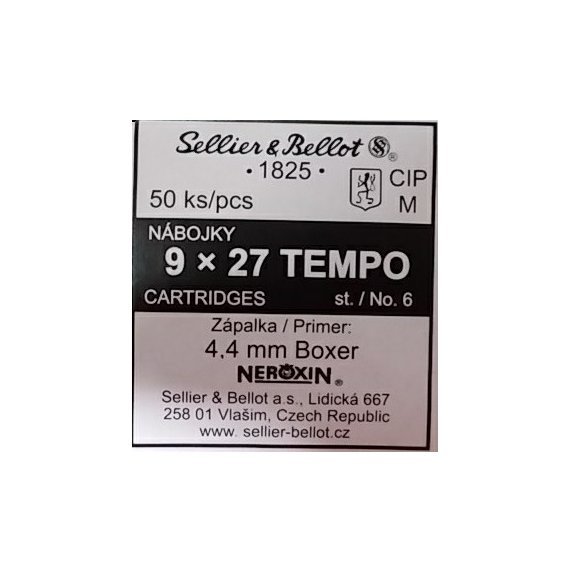 Sellier & Bellot S&B ®
• 1825 •
50 ks/pcs
CIP
M
NÁBOJKY
9 × 27 TEMPO
CARTRIDGES st. / No. 6
Zápalka / Primer:
4,4 mm Boxer
NEROXIN ®
Sellier & Bellot a.s., Lidická 667
258 01 Vlašim, Czech Republic
www. sellier-bellot.cz